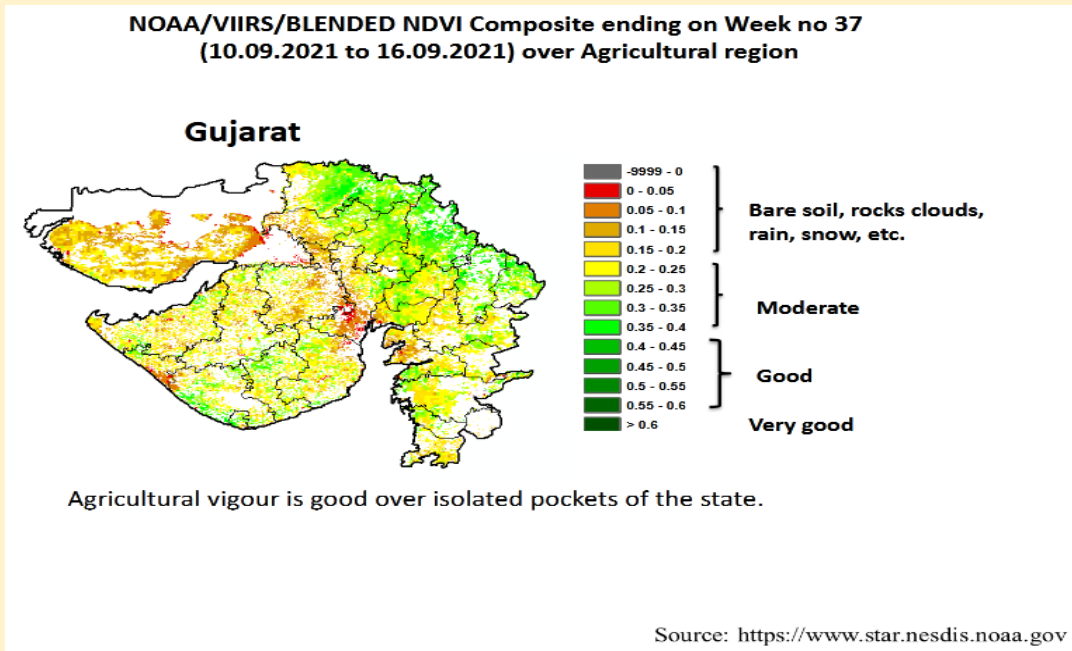 NOAA/VIIRS/BLENDED NDVI Composite ending on Week no 37
(10.09.2021 to 16.09.2021) over Agricultural region
Gujarat
-9999 - 0
0 - 0.05
0.05 - 0.1
0.1 - 0.15
0.15 - 0.2
0.2 - 0.25
0.25 - 0.3
0.3 - 0.35
0.35 - 0.4
0.4 - 0.45
0.45 - 0.5
0.5 - 0.55
0.55 - 0.6
> 0.6
Bare soil, rocks clouds,
rain, snow, etc.
Moderate
Good
Very good
Agricultural vigour is good over isolated pockets of the state.
Source: https://www.star.nesdis.noaa.gov